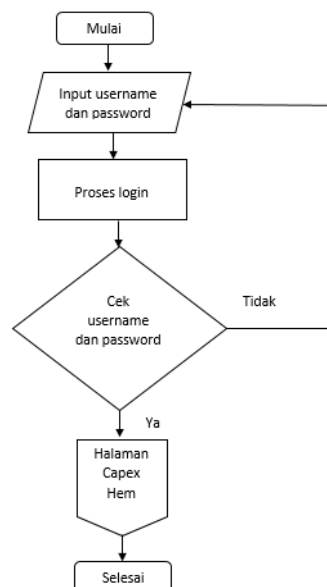 Mulai
Input username
dan password
Proses login
Cek
username
dan password
Tidak
Ya
Halaman
Capex
Hem
Selesai